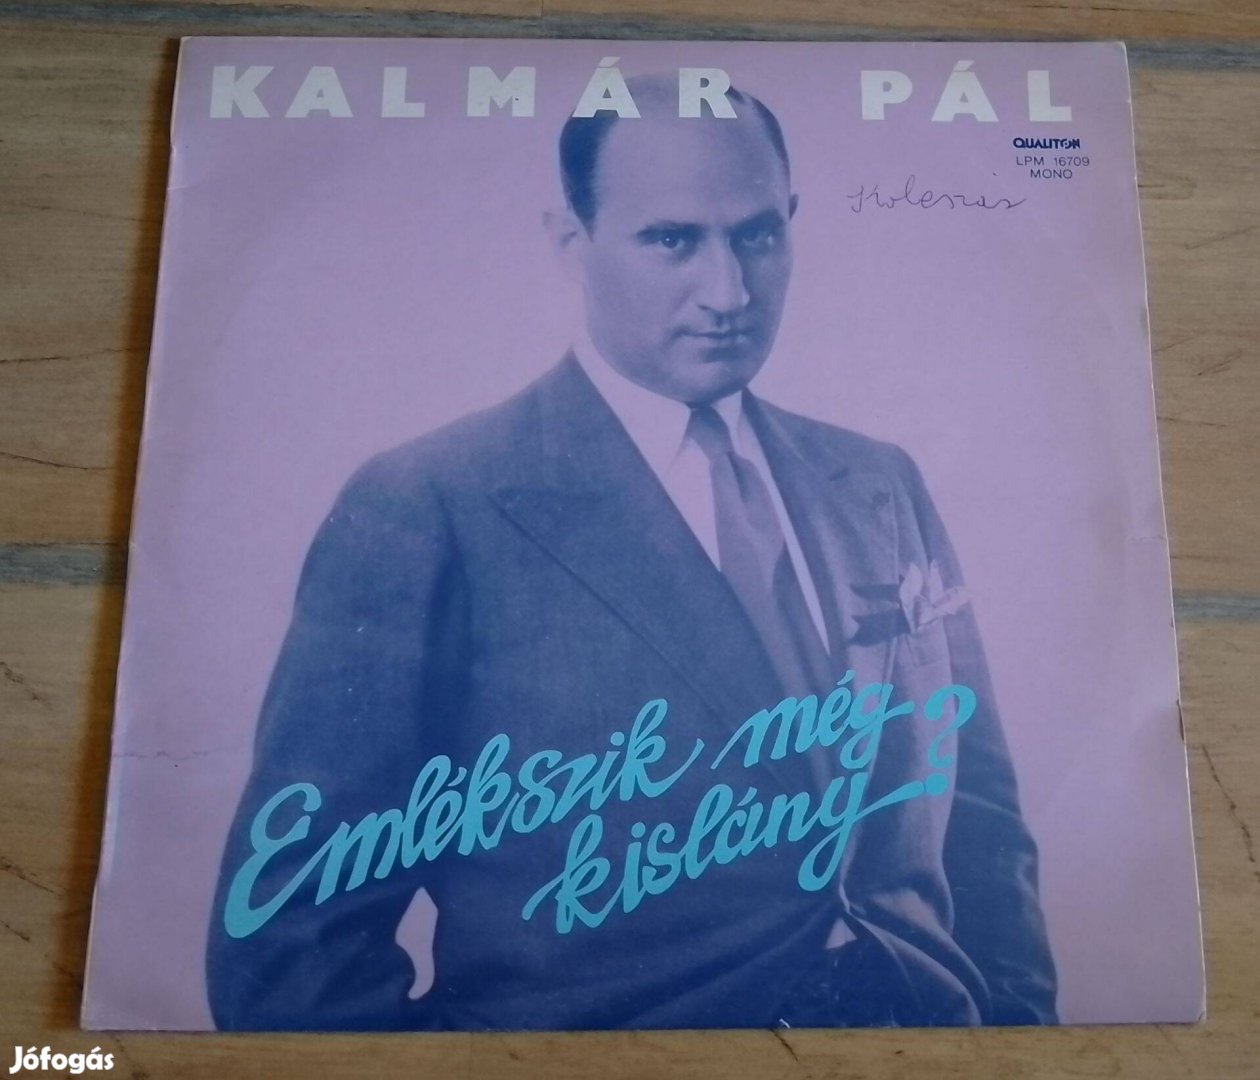 KALMÁR PÁL
QUALITON
LPM 16709
MONO
Emlékszik még
kislány?
Jófogás